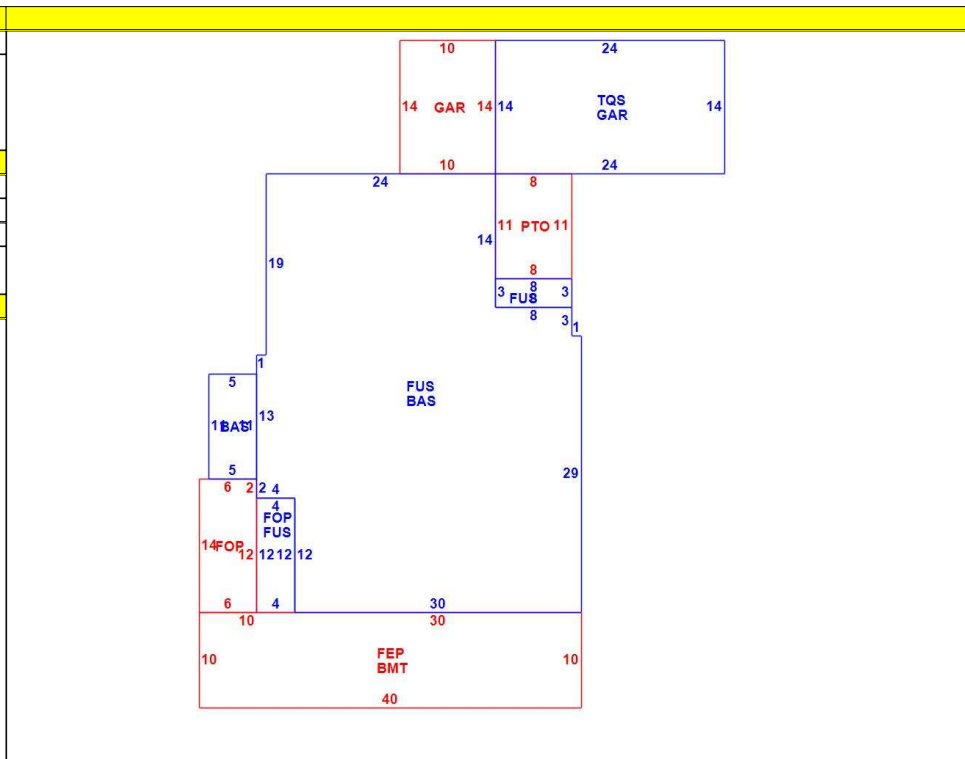 10 24
14 GAR 14 14 TQS 14
GAR
10 24
24 8
11 PTO 11
14
19
8
3 8 3
FUS
8 3 1
1
5 FUS
BAS
13
11 BAS 11
5 29
6 2 2 4
4
FOP
FUS
14 FOP 12 12 12 12
6 4 30
10 30
FEP
10 BMT 10
40